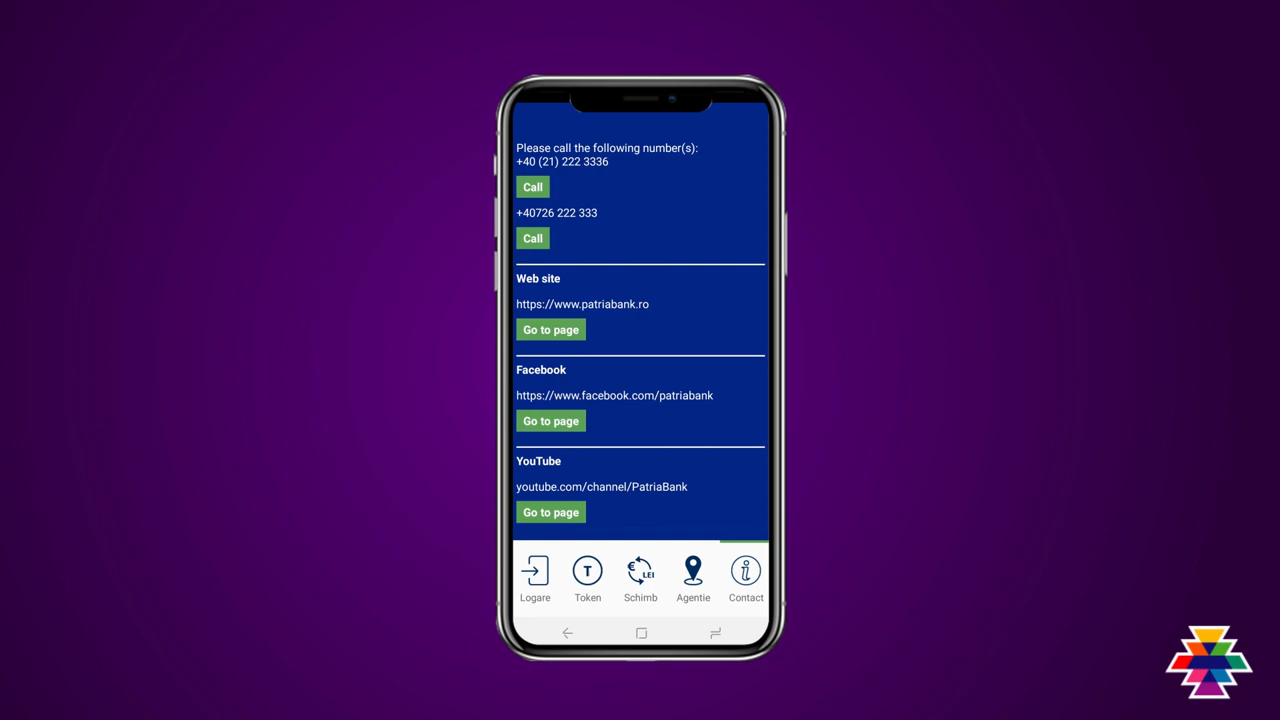 Please call the following number(s):
+40 (21) 222 3336
Call
+40726 222 333
Call
Web site
https://www.patriabank.ro
Go to page
Facebook
https://www.facebook.com/patriabank
Go to page
YouTube
youtube.com/channel/PatriaBank
Go to page
T
€
LEI
i
Logare
Token
Schimb
Agentie
Contact